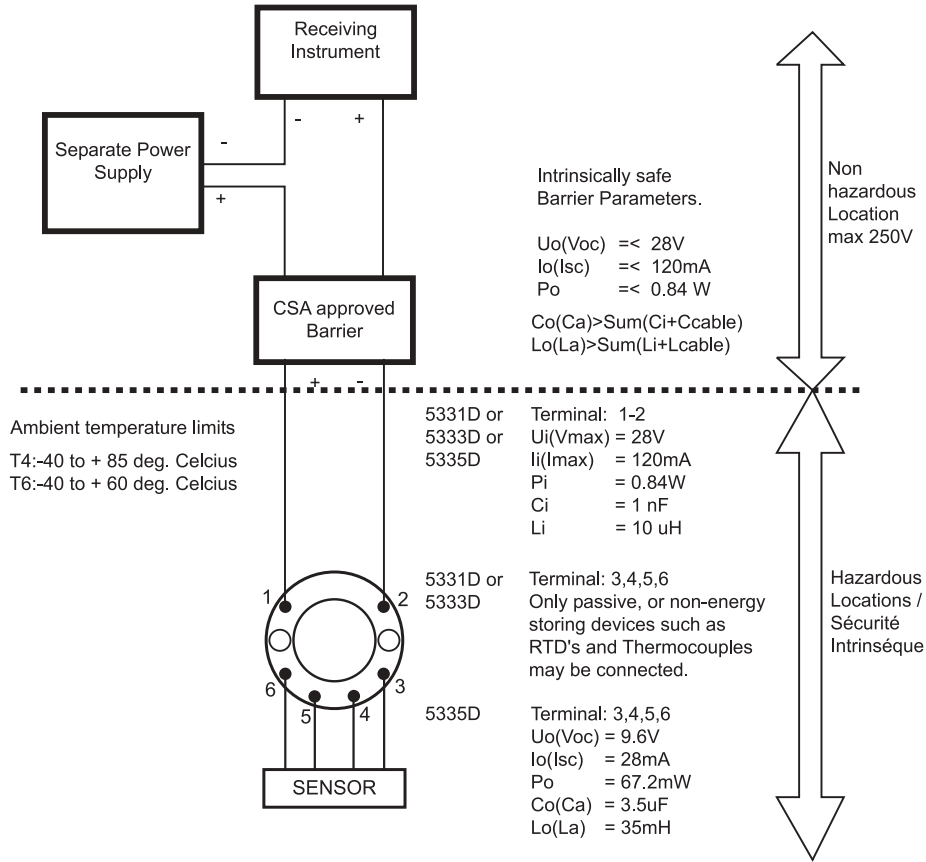 Receiving
Instrument
-
+
Separate Power
Supply
-
+
CSA approved
Barrier
+
-
Intrinsically safe
Barrier Parameters.
Uo(Voc) =< 28V
Io(Isc) =< 120mA
Po =< 0.84 W
Co(Ca)>Sum(Ci+Ccable)
Lo(La)>Sum(Li+Lcable)
Non
hazardous
Location
max 250V
Ambient temperature limits
T4:-40 to + 85 deg. Celcius
T6:-40 to + 60 deg. Celcius
5331D or
5333D or
5335D
Terminal: 1-2
Ui(Vmax) = 28V
Ii(Imax) = 120mA
Pi = 0.84W
Ci = 1 nF
Li = 10 uH
1
2
6
3
5
4
SENSOR
5331D or
5333D
Terminal: 3,4,5,6
Only passive, or non-energy
storing devices such as
RTD's and Thermocouples
may be connected.
5335D
Terminal: 3,4,5,6
Uo(Voc) = 9.6V
Io(Isc) = 28mA
Po = 67.2mW
Co(Ca) = 3.5uF
Lo(La) = 35mH
Hazardous
Locations /
Sécurité
Intrinséque